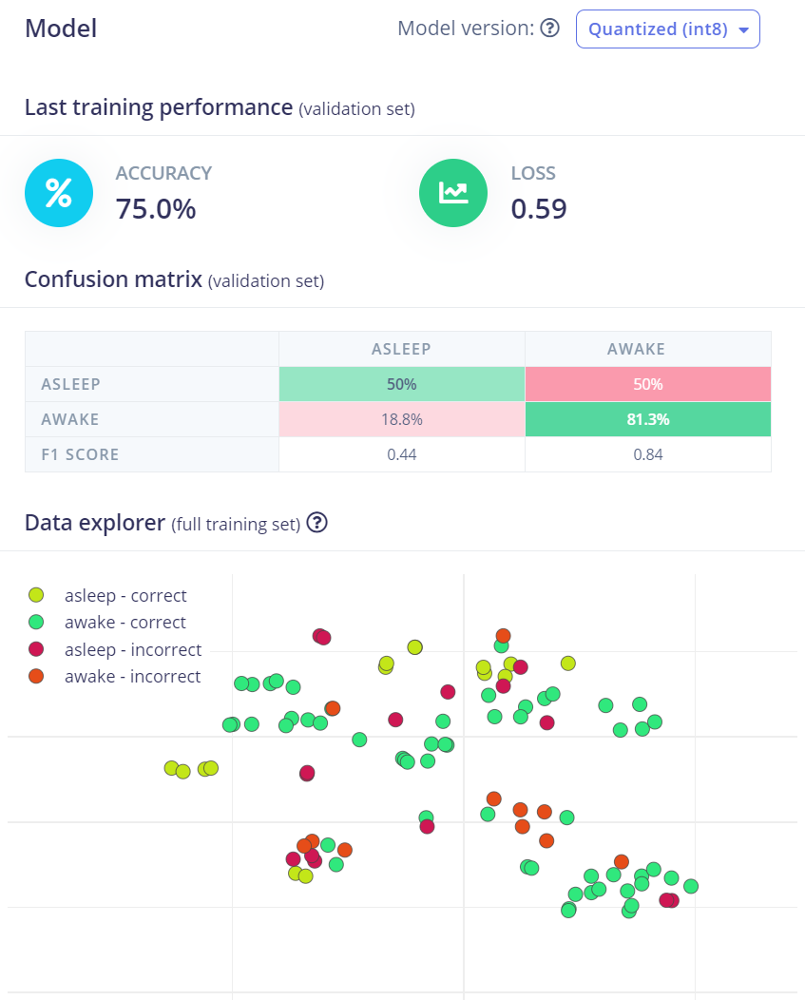 Model
Model version: ? Quantized (int8)
Last training performance (validation set)
% ACCURACY
75.0%
LOSS
0.59
Confusion matrix (validation set)
ASLEEP AWAKE
ASLEEP 50% 50%
AWAKE 18.8% 81.3%
F1 SCORE 0.44 0.84
Data explorer (full training set) ?
asleep - correct
awake - correct
asleep - incorrect
awake - incorrect